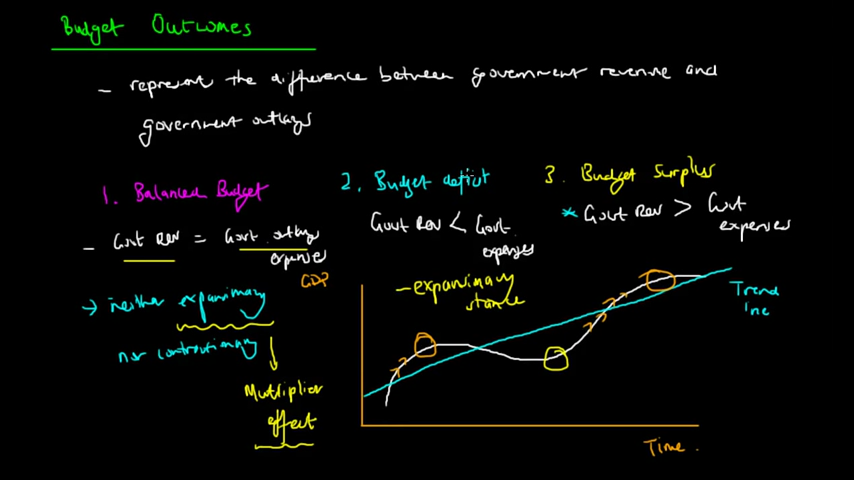 Budget Outcomes
- represent the difference between government revenue and
government outlays
1. Balanced Budget
- Govt Rev = Govt outlays
expenses
→ neither expansionary
nor contractionary
Multiplier
effect
2. Budget deficit
Govt Rev < Govt
expenses
- expansionary
stance
3. Budget Surplus
* Govt Rev > Govt
expenses
GDP
Trend
line
Time